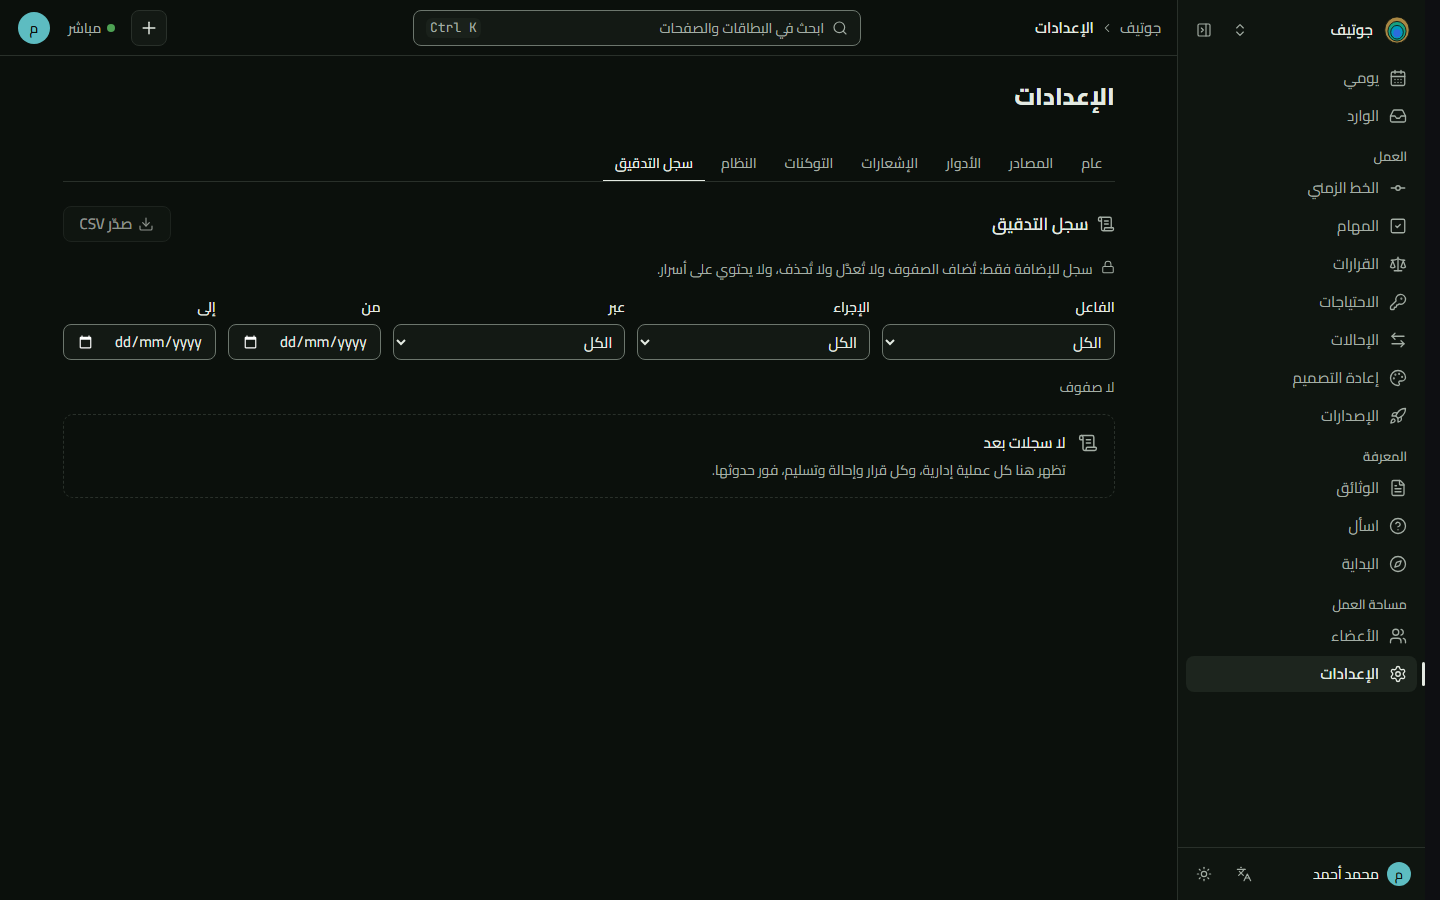 جوتيف
يومي
الوارد
العمل
الخط الزمني
المهام
القرارات
الاحتياجات
الإحالات
إعادة التصميم
الإصدارات
المعرفة
الوثائق
اسأل
البداية
مساحة العمل
الأعضاء
الإعدادات
م محمد أحمد
جوتيف > الإعدادات
ابحث في البطاقات والصفحات Ctrl K
مباشر
م
الإعدادات
عام المصادر الأدوار الإشعارات التوكنات النظام سجل التدقيق
سجل التدقيق
صدّر CSV
سجل للإضافة فقط: تُضاف الصفوف ولا تُعدَّل ولا تُحذف، ولا يحتوي على أسرار.
الفاعل الإجراء عبر من إلى
الكل الكل الكل dd/mm/yyyy dd/mm/yyyy
لا صفوف
لا سجلات بعد
تظهر هنا كل عملية إدارية، وكل قرار وإحالة وتسليم، فور حدوثها.